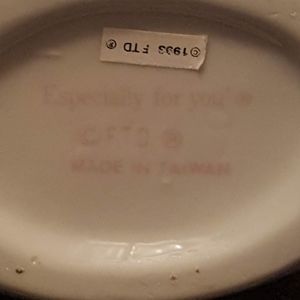 © 1993 FTD ®
Especially for you! ®
©FTD ®
MADE IN TAIWAN